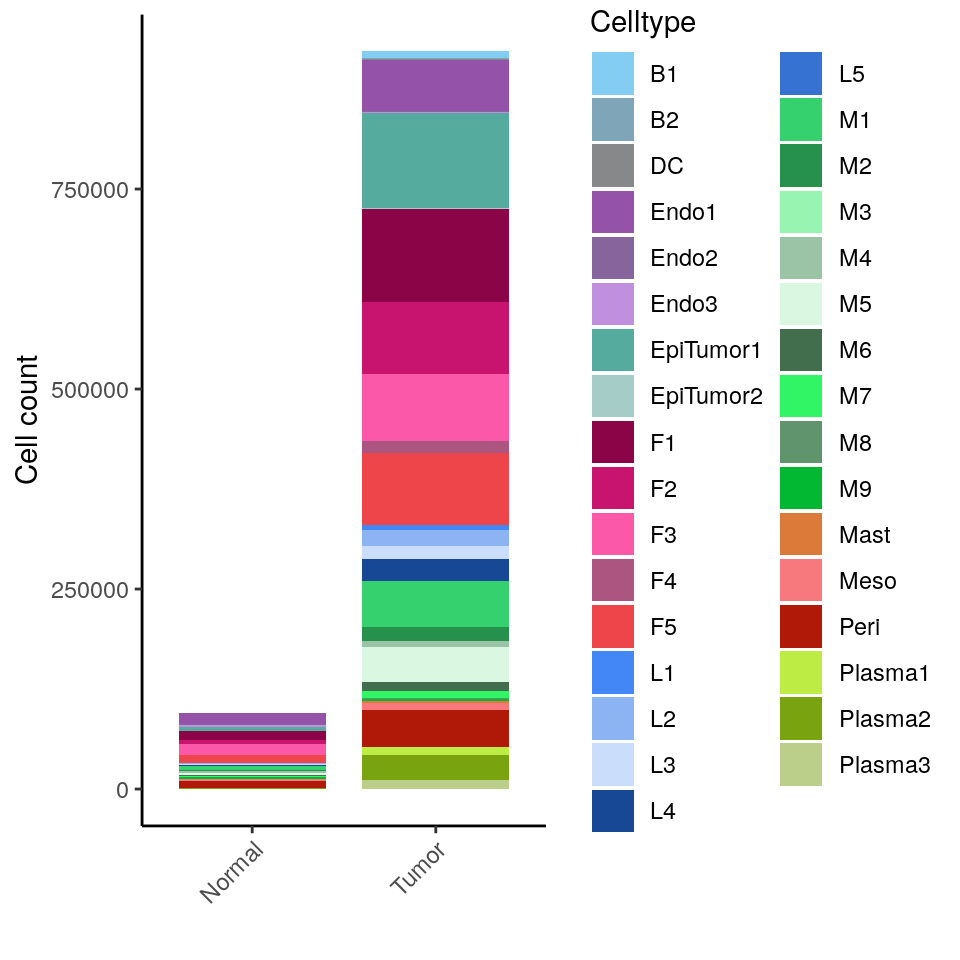 Celltype
Cell count
750000
500000
250000
0
Normal
Tumor
B1
B2
DC
Endo1
Endo2
Endo3
EpiTumor1
EpiTumor2
F1
F2
F3
F4
F5
L1
L2
L3
L4
L5
M1
M2
M3
M4
M5
M6
M7
M8
M9
Mast
Meso
Peri
Plasma1
Plasma2
Plasma3